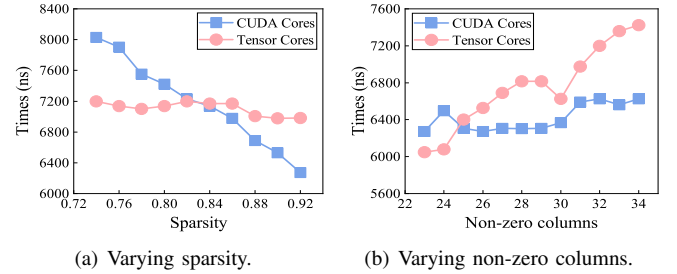 8400
8000
7600
7200
6800
6400
6000
Times (ns)
CUDA Cores
Tensor Cores
0.72 0.76 0.80 0.84 0.88 0.92
Sparsity
(a) Varying sparsity.
7600
7200
6800
6400
6000
5600
Times (ns)
CUDA Cores
Tensor Cores
22 24 26 28 30 32 34
Non-zero columns
(b) Varying non-zero columns.